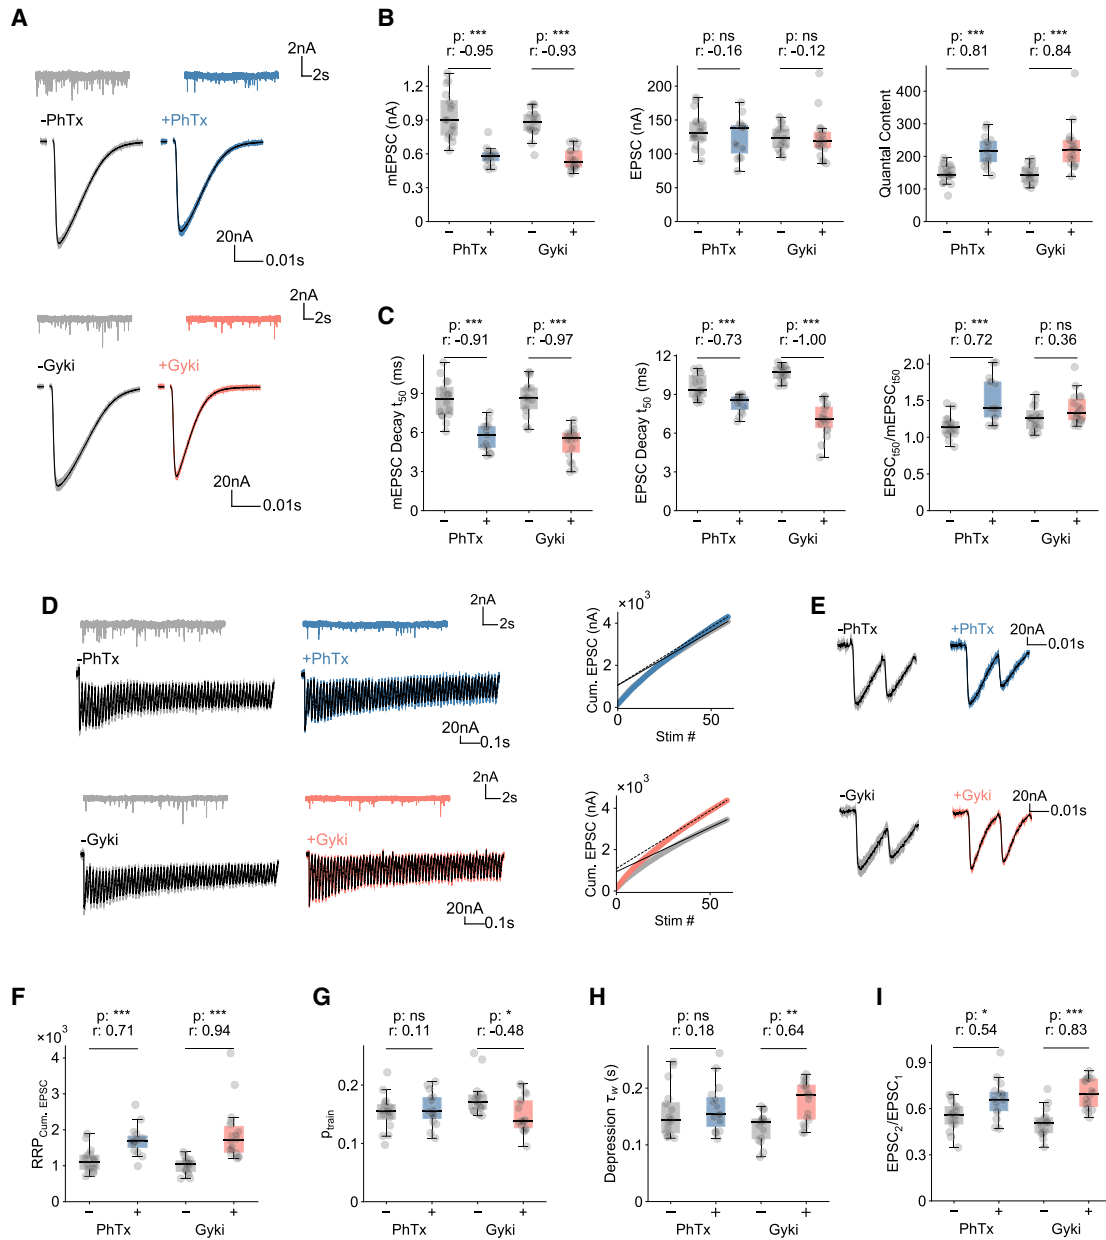 A
2nA
2s
-PhTx
+PhTx
20nA
0.01s
2nA
2s
-Gyki
+Gyki
20nA
0.01s
B
p: *** p: ***
r: -0.95 r: -0.93
mEPSC (nA)
1.2
0.9
0.6
0.3
0
− + − +
PhTx Gyki
p: ns p: ns
r: -0.16 r: -0.12
EPSC (nA)
200
150
100
50
0
− + − +
PhTx Gyki
p: *** p: ***
r: 0.81 r: 0.84
Quantal Content
400
300
200
100
0
− + − +
PhTx Gyki
C
p: *** p: ***
r: -0.91 r: -0.97
mEPSC Decay t50 (ms)
9
6
3
0
− + − +
PhTx Gyki
p: *** p: ***
r: -0.73 r: -1.00
EPSC Decay t50 (ms)
12
9
6
3
0
− + − +
PhTx Gyki
p: *** p: ns
r: 0.72 r: 0.36
EPSCt50/mEPSCt50
2.0
1.5
1.0
0.5
0
− + − +
PhTx Gyki
D
2nA
2s
-PhTx
+PhTx
20nA
0.1s
×10³
Cum. EPSC (nA)
4
2
0
0 50
Stim #
2nA
2s
-Gyki
+Gyki
20nA
0.1s
×10³
Cum. EPSC (nA)
4
2
0
0 50
Stim #
E
-PhTx
+PhTx
20nA
0.01s
-Gyki
+Gyki
20nA
0.01s
F
p: *** p: ***
r: 0.71 r: 0.94
×10³
RRPCum. EPSC
4
3
2
1
0
− + − +
PhTx Gyki
G
p: ns p: *
r: 0.11 r: -0.48
ptrain
0.2
0.1
0
− + − +
PhTx Gyki
H
p: ns p: **
r: 0.18 r: 0.64
Depression τw (s)
0.2
0.1
0
− + − +
PhTx Gyki
I
p: * p: ***
r: 0.54 r: 0.83
EPSC2/EPSC1
0.9
0.6
0.3
0
− + − +
PhTx Gyki